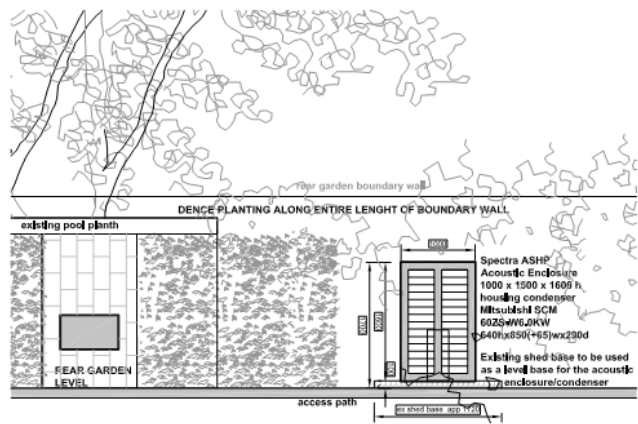 rear garden boundary wall
DENCE PLANTING ALONG ENTIRE LENGHT OF BOUNDARY WALL
existing pool planth
Spectra ASHP
Acoustic Enclosure
1000 x 1500 x 1600 h
housing condenser
Mitsubishi SCM
60ZS-W6.0KW
640hx850(+65)wx290d
Existing shed base to be used
as a level base for the acoustic
enclosure/condenser
REAR GARDEN
LEVEL
access path
ex shed base app 1720